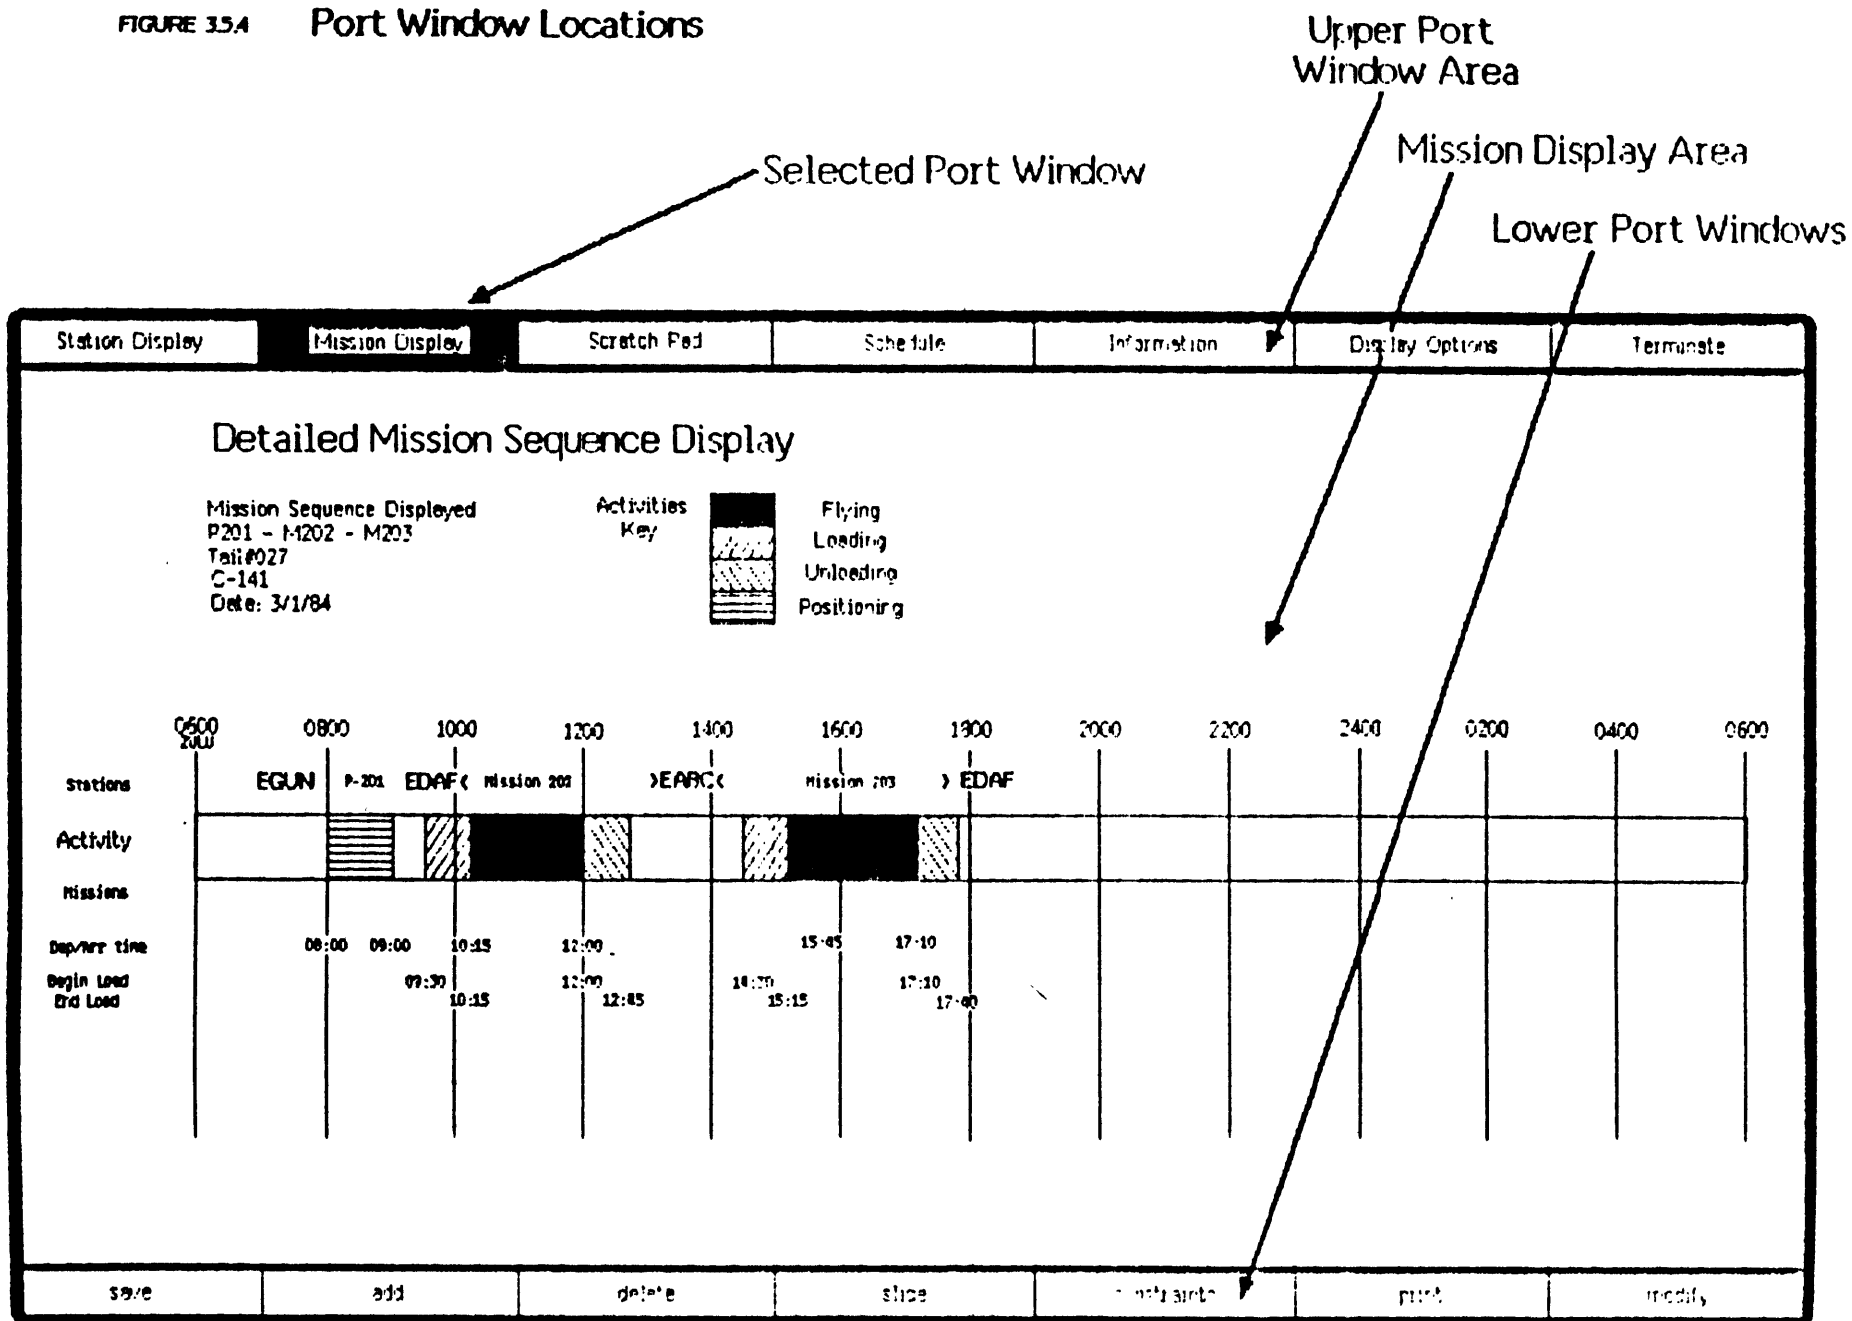 FIGURE 3.5.4 Port Window Locations
Upper Port
Window Area
Mission Display Area
Selected Port Window
Lower Port Windows
Station Display Mission Display Scratch Pad Schedule Information Display Options Terminate
Detailed Mission Sequence Display
Mission Sequence Displayed
P201 - M202 - M203
Tail#027
C-141
Date: 3/1/84
Activities
Key
Flying
Loading
Unloading
Positioning
0600 0800 1000 1200 1400 1600 1800 2000 2200 2400 0200 0400 0600
Stations EGUN P-201 EDAF< Mission 202 >EARC< Mission 203 > EDAF
Activity
Missions
Dep/Arr time 08:00 09:00 10:15 12:00 15:45 17:10
Begin Load 09:30 12:00 14:30 17:10
End Load 10:15 12:45 15:15 17:40
save add delete slice constraints print modify